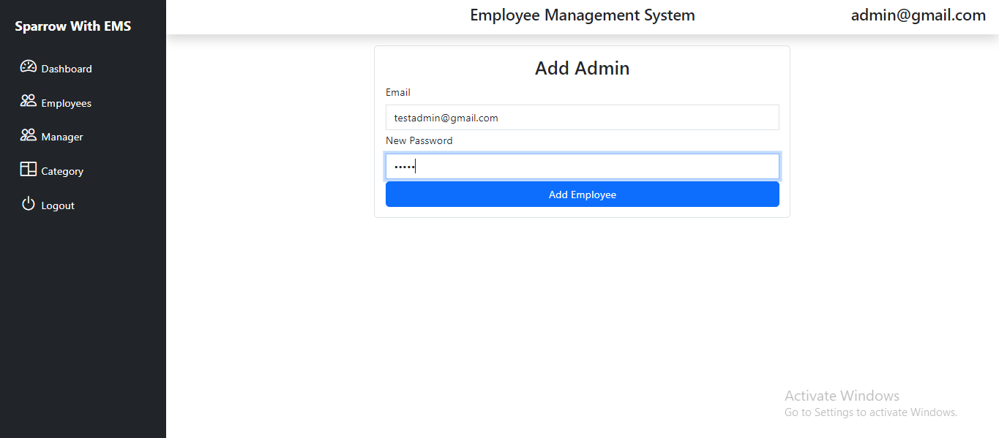 Sparrow With EMS
Dashboard
Employees
Manager
Category
Logout
Employee Management System
admin@gmail.com
Add Admin
Email
testadmin@gmail.com
New Password
•••••
Add Employee
Activate Windows
Go to Settings to activate Windows.